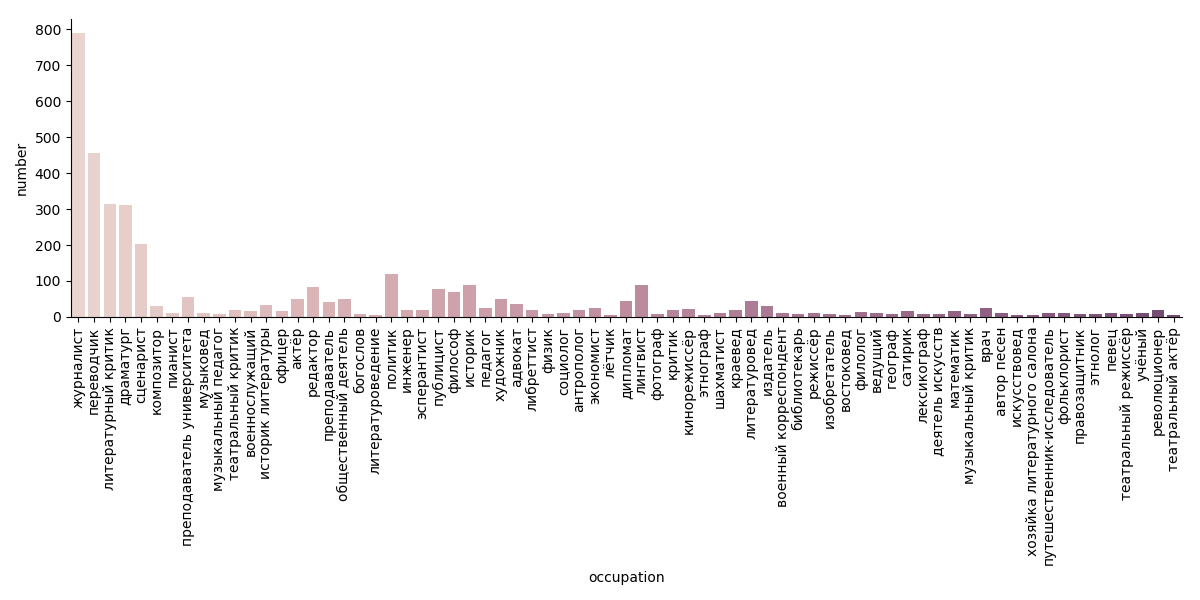 800
700
600
500
400
300
200
100
0
number
журналист
переводчик
литературный критик
драматург
сценарист
композитор
пианист
преподаватель университета
музыковед
музыкальный педагог
театральный критик
военнослужащий
историк литературы
офицер
актёр
редактор
преподаватель
общественный деятель
богослов
литературоведение
политик
инженер
эсперантист
публицист
философ
историк
педагог
художник
адвокат
либреттист
физик
социолог
антрополог
экономист
лётчик
дипломат
лингвист
фотограф
критик
кинорежиссёр
этнограф
шахматист
краевед
литературовед
издатель
военный корреспондент
библиотекарь
режиссёр
изобретатель
востоковед
филолог
ведущий
географ
сатирик
лексикограф
деятель искусств
математик
музыкальный критик
врач
автор песен
искусствовед
хозяйка литературного салона
путешественник-исследователь
фольклорист
правозащитник
этнолог
певец
театральный режиссёр
учёный
революционер
театральный актёр
occupation